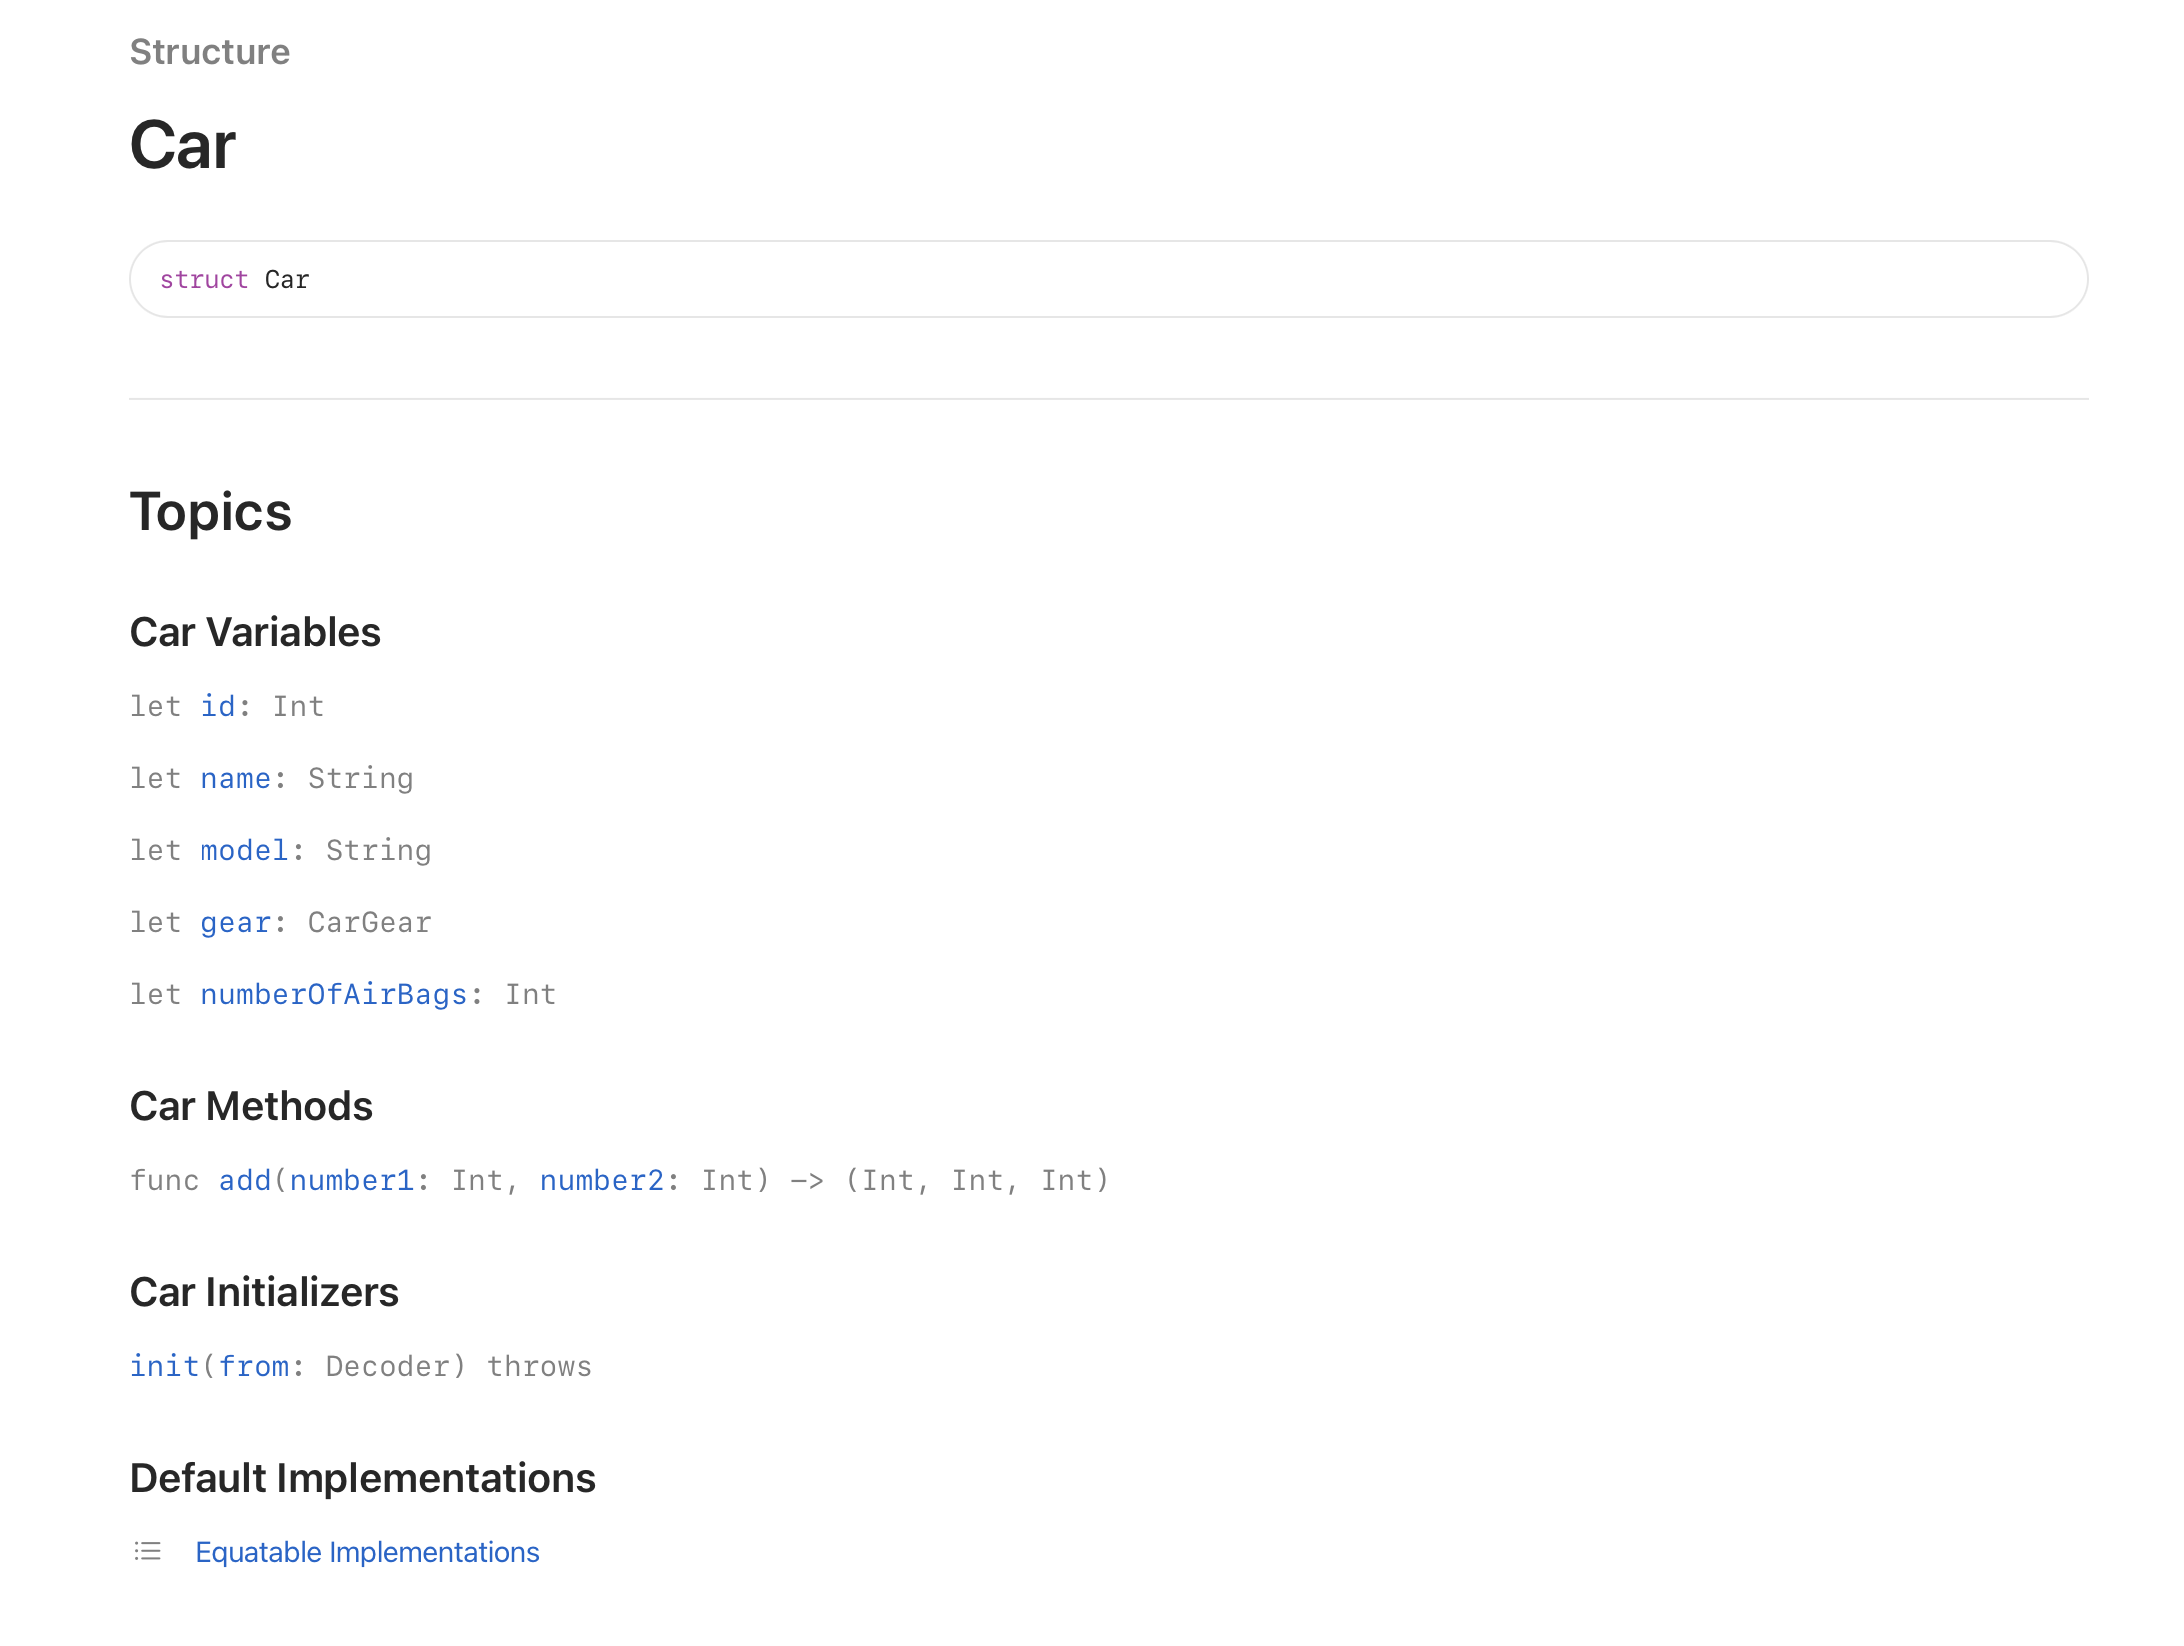 Structure
Car
struct Car
Topics
Car Variables
let id: Int
let name: String
let model: String
let gear: CarGear
let numberOfAirBags: Int
Car Methods
func add(number1: Int, number2: Int) -> (Int, Int, Int)
Car Initializers
init(from: Decoder) throws
Default Implementations
Equatable Implementations